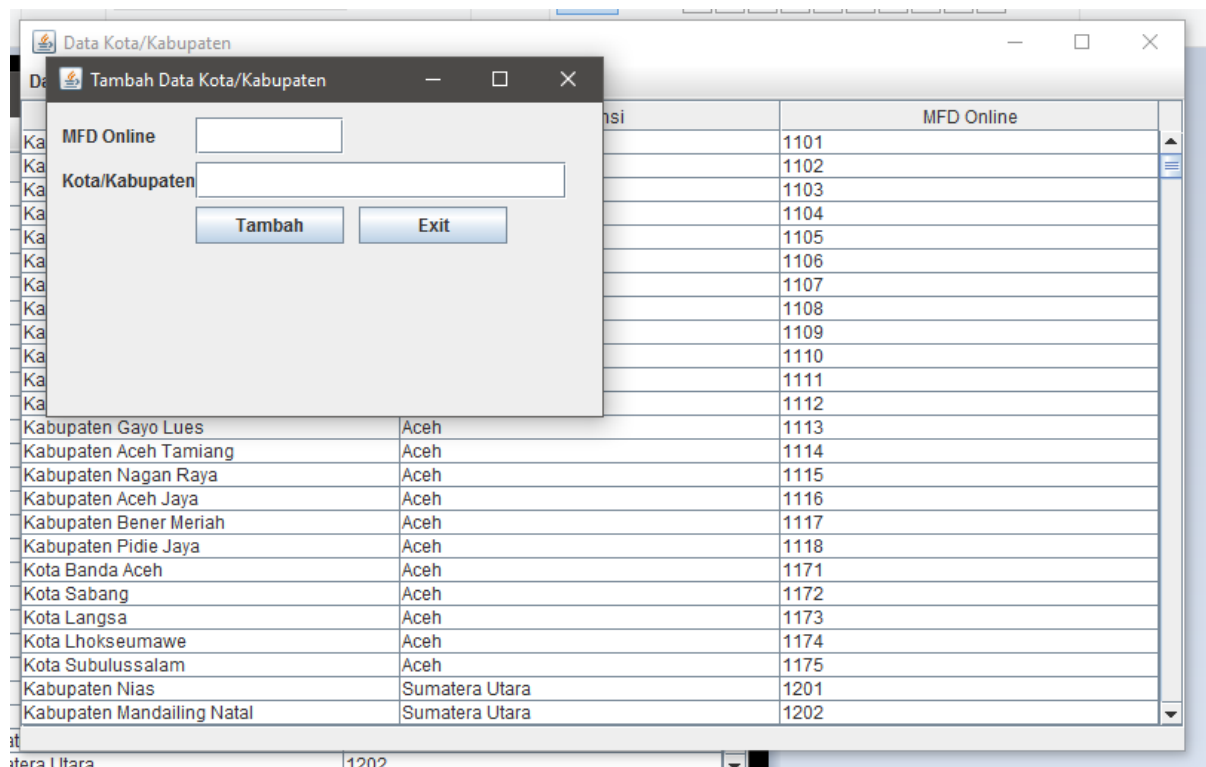 Data Kota/Kabupaten
Tambah Data Kota/Kabupaten
MFD Online
MFD Online
Kota/Kabupaten
Tambah Exit
1101
1102
1103
1104
1105
1106
1107
1108
1109
1110
1111
1112
Kabupaten Gayo Lues Aceh 1113
Kabupaten Aceh Tamiang Aceh 1114
Kabupaten Nagan Raya Aceh 1115
Kabupaten Aceh Jaya Aceh 1116
Kabupaten Bener Meriah Aceh 1117
Kabupaten Pidie Jaya Aceh 1118
Kota Banda Aceh Aceh 1171
Kota Sabang Aceh 1172
Kota Langsa Aceh 1173
Kota Lhokseumawe Aceh 1174
Kota Subulussalam Aceh 1175
Kabupaten Nias Sumatera Utara 1201
Kabupaten Mandailing Natal Sumatera Utara 1202
Utara 1202